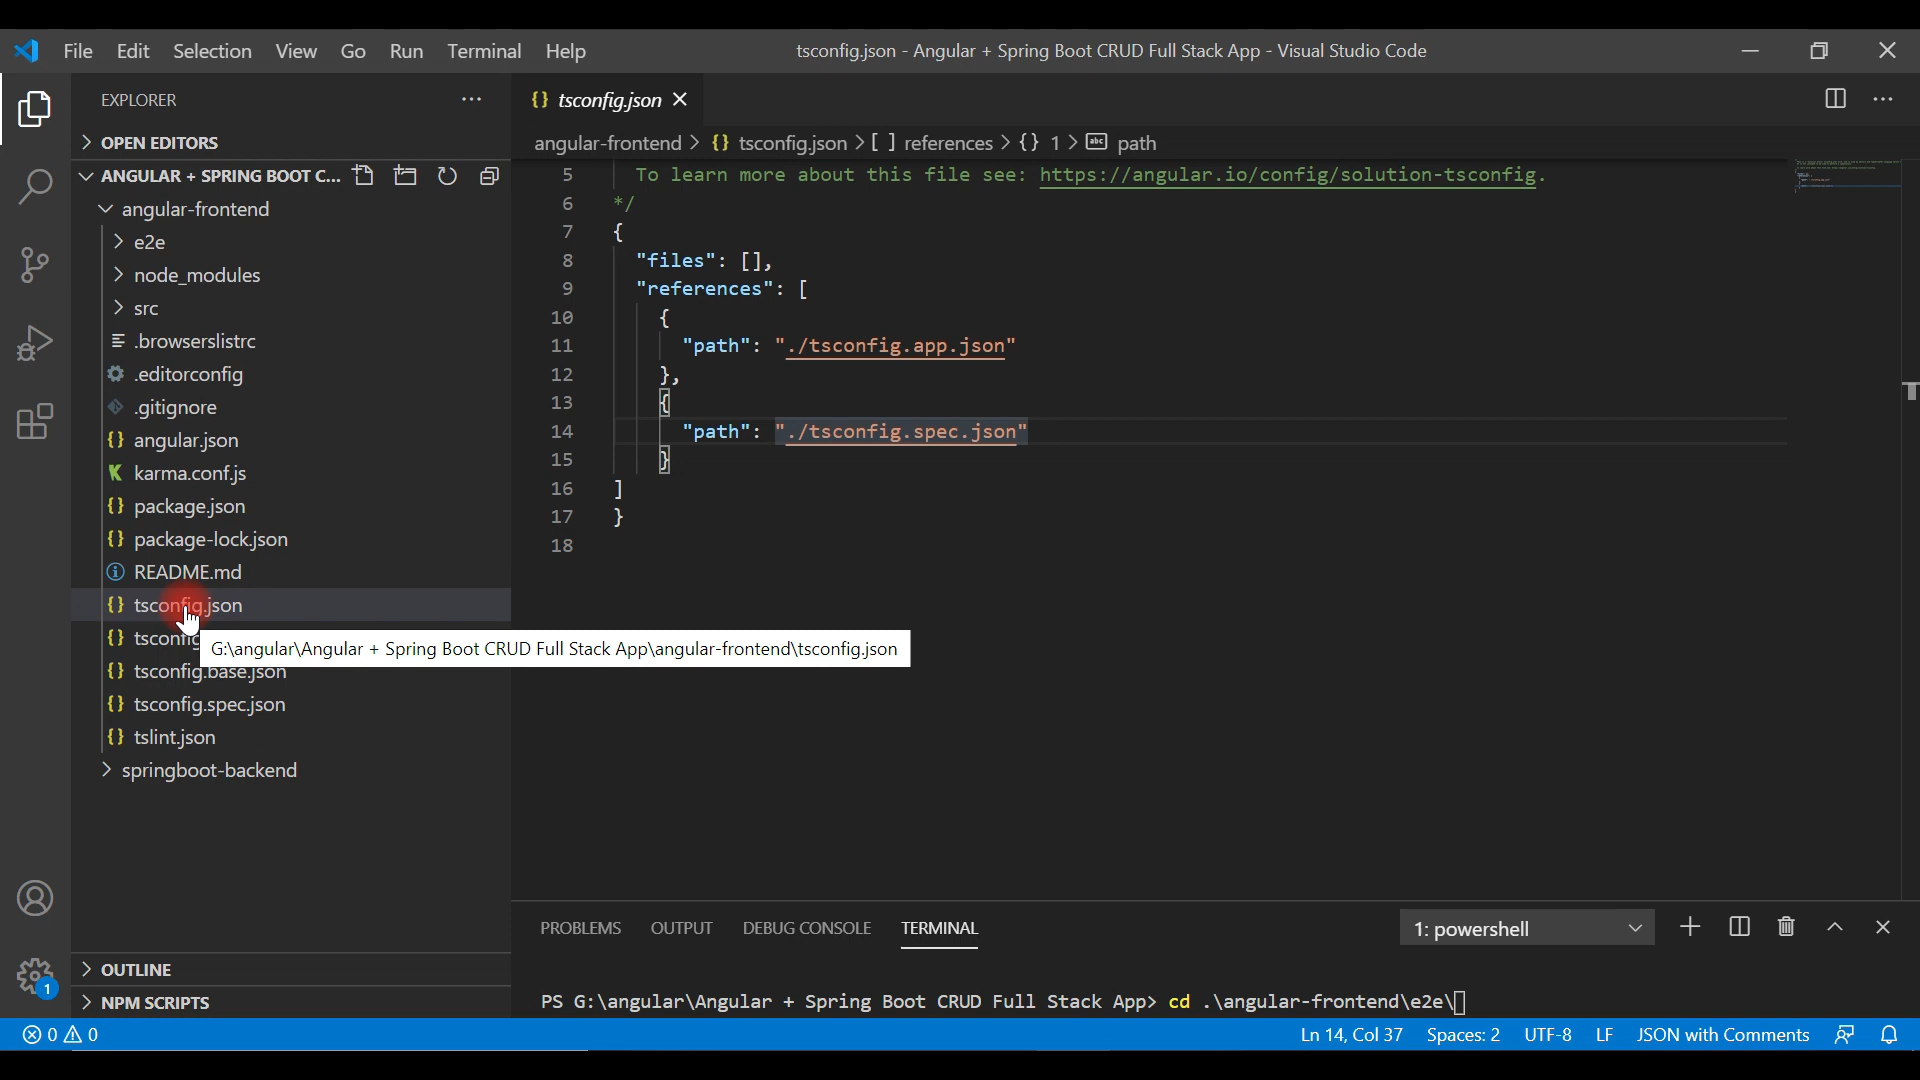 File Edit Selection View Go Run Terminal Help
tsconfig.json - Angular + Spring Boot CRUD Full Stack App - Visual Studio Code
EXPLORER
OPEN EDITORS
ANGULAR + SPRING BOOT C...
angular-frontend
e2e
node_modules
src
.browserslistrc
.editorconfig
.gitignore
angular.json
karma.conf.js
package.json
package-lock.json
README.md
tsconfig.json
tsconfig
G:\angular\Angular + Spring Boot CRUD Full Stack App\angular-frontend\tsconfig.json
tsconfig.base.json
tsconfig.spec.json
tslint.json
springboot-backend
OUTLINE
NPM SCRIPTS
tsconfig.json
angular-frontend > {} tsconfig.json > [ ] references > {} 1 > abc path
5 To learn more about this file see: https://angular.io/config/solution-tsconfig.
6 */
7 {
8 "files": [],
9 "references": [
10 {
11 "path": "./tsconfig.app.json"
12 },
13 {
14 "path": "./tsconfig.spec.json"
15 }
16 ]
17 }
18
PROBLEMS OUTPUT DEBUG CONSOLE TERMINAL
1: powershell
PS G:\angular\Angular + Spring Boot CRUD Full Stack App> cd .\angular-frontend\e2e\
1
0 0
Ln 14, Col 37 Spaces: 2 UTF-8 LF JSON with Comments